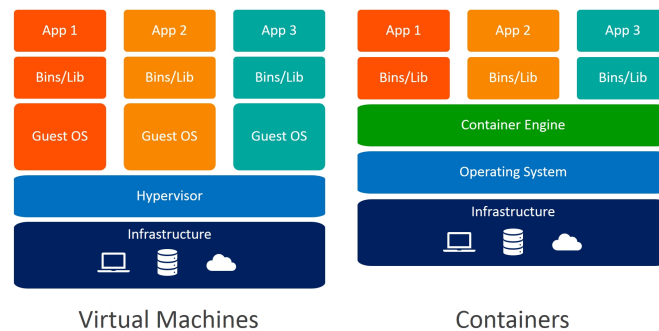 App 1
App 2
App 3
Bins/Lib
Bins/Lib
Bins/Lib
Guest OS
Guest OS
Guest OS
Hypervisor
Infrastructure
Virtual Machines
App 1
App 2
App 3
Bins/Lib
Bins/Lib
Bins/Lib
Container Engine
Operating System
Infrastructure
Containers